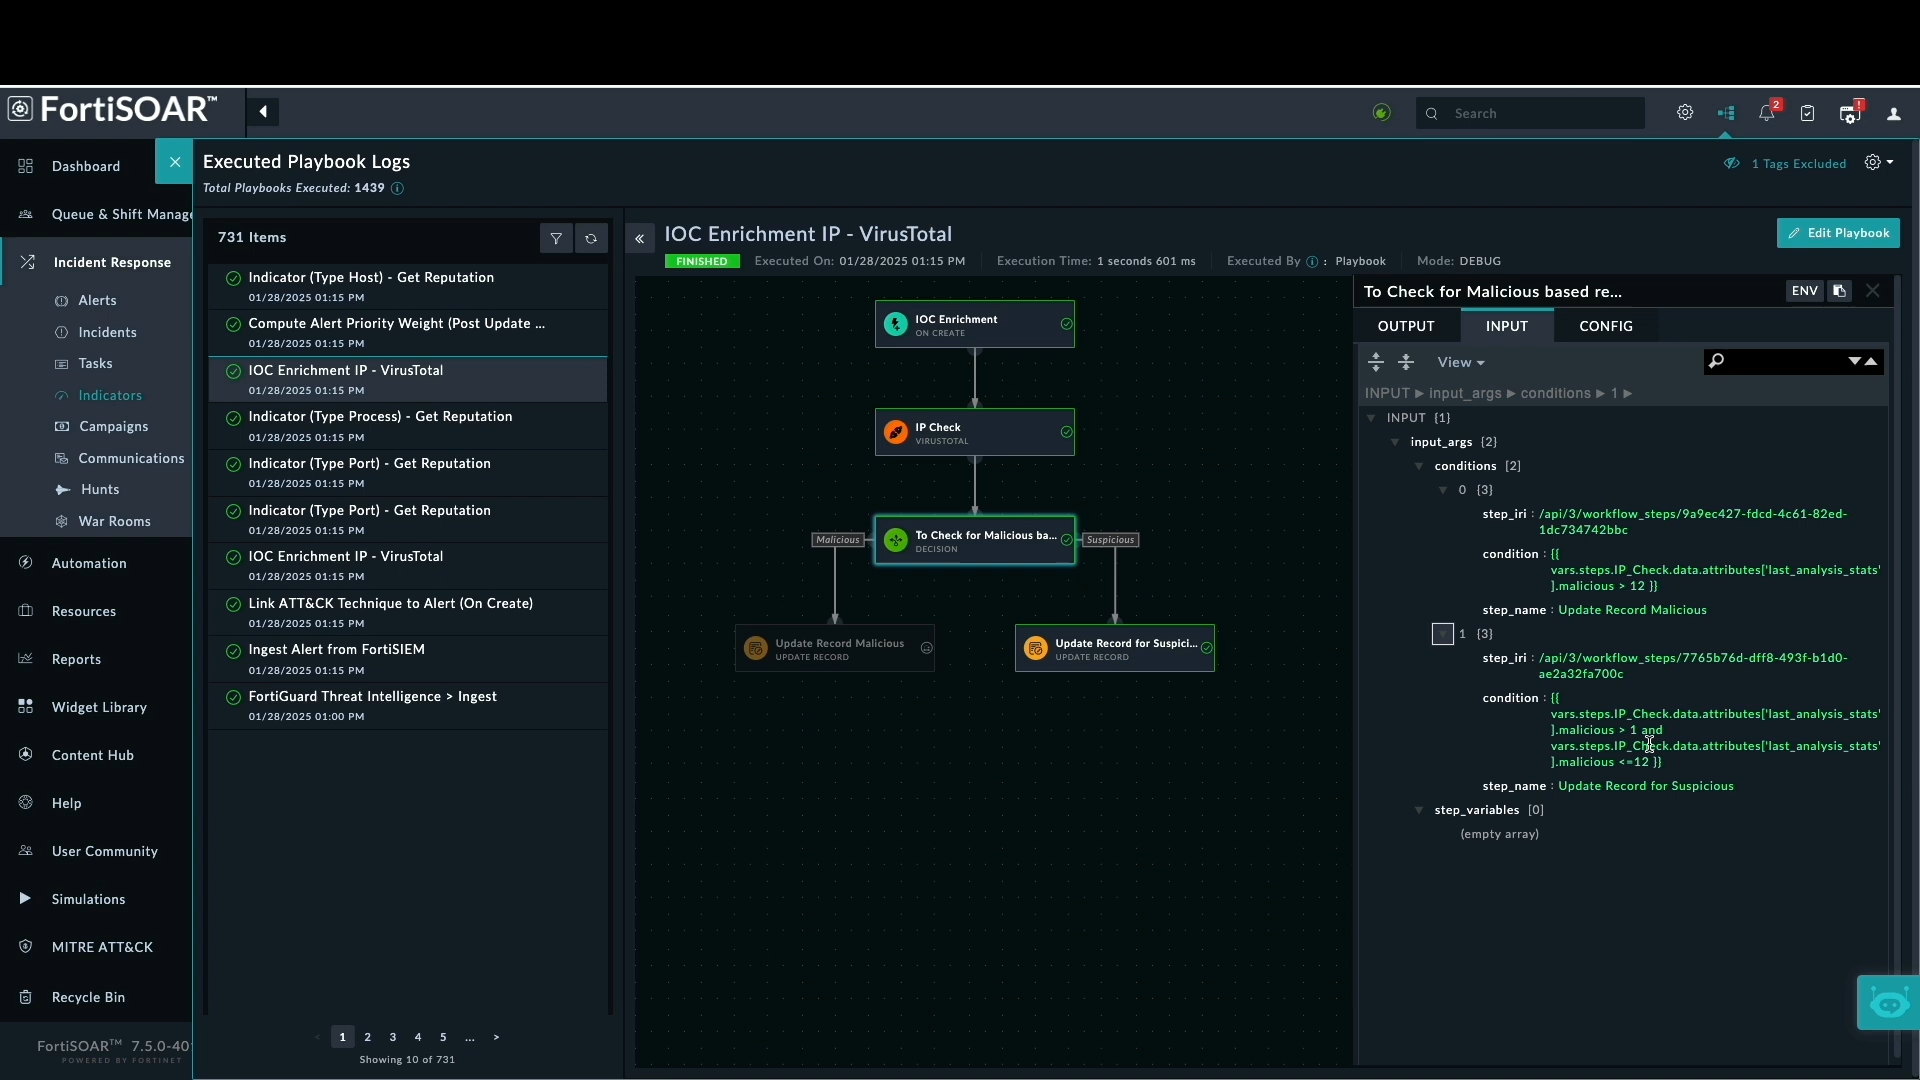 FortiSOAR™
Search
2
!
Dashboard
Queue & Shift Manage
Incident Response
Alerts
Incidents
Tasks
Indicators
Campaigns
Communications
Hunts
War Rooms
Automation
Resources
Reports
Widget Library
Content Hub
Help
User Community
Simulations
MITRE ATT&CK
Recycle Bin
FortiSOAR™ 7.5.0-40
POWERED BY FORTINET
Executed Playbook Logs
Total Playbooks Executed: 1439
1 Tags Excluded
731 Items
Indicator (Type Host) - Get Reputation
01/28/2025 01:15 PM
Compute Alert Priority Weight (Post Update ...
01/28/2025 01:15 PM
IOC Enrichment IP - VirusTotal
01/28/2025 01:15 PM
Indicator (Type Process) - Get Reputation
01/28/2025 01:15 PM
Indicator (Type Port) - Get Reputation
01/28/2025 01:15 PM
Indicator (Type Port) - Get Reputation
01/28/2025 01:15 PM
IOC Enrichment IP - VirusTotal
01/28/2025 01:15 PM
Link ATT&CK Technique to Alert (On Create)
01/28/2025 01:15 PM
Ingest Alert from FortiSIEM
01/28/2025 01:15 PM
FortiGuard Threat Intelligence > Ingest
01/28/2025 01:00 PM
1 2 3 4 5 ... >
Showing 10 of 731
IOC Enrichment IP - VirusTotal
Edit Playbook
FINISHED Executed On: 01/28/2025 01:15 PM Execution Time: 1 seconds 601 ms Executed By : Playbook Mode: DEBUG
IOC Enrichment
ON CREATE
IP Check
VIRUSTOTAL
Malicious
To Check for Malicious ba...
DECISION
Suspicious
Update Record Malicious
UPDATE RECORD
Update Record for Suspici...
UPDATE RECORD
To Check for Malicious based re...
ENV
OUTPUT INPUT CONFIG
View
INPUT ▶ input_args ▶ conditions ▶ 1 ▶
INPUT {1}
input_args {2}
conditions [2]
0 {3}
step_iri : /api/3/workflow_steps/9a9ec427-fdcd-4c61-82ed-
1dc734742bbc
condition : {{
vars.steps.IP_Check.data.attributes['last_analysis_stats'
].malicious > 12 }}
step_name : Update Record Malicious
1 {3}
step_iri : /api/3/workflow_steps/7765b76d-dff8-493f-b1d0-
ae2a32fa700c
condition : {{
vars.steps.IP_Check.data.attributes['last_analysis_stats'
].malicious > 1 and
vars.steps.IP_Check.data.attributes['last_analysis_stats'
].malicious <=12 }}
step_name : Update Record for Suspicious
step_variables [0]
(empty array)